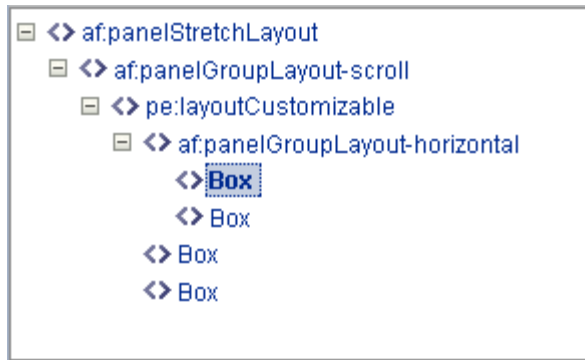 af:panelStretchLayout
af:panelGroupLayout-scroll
pe:layoutCustomizable
af:panelGroupLayout-horizontal
Box
Box
Box
Box